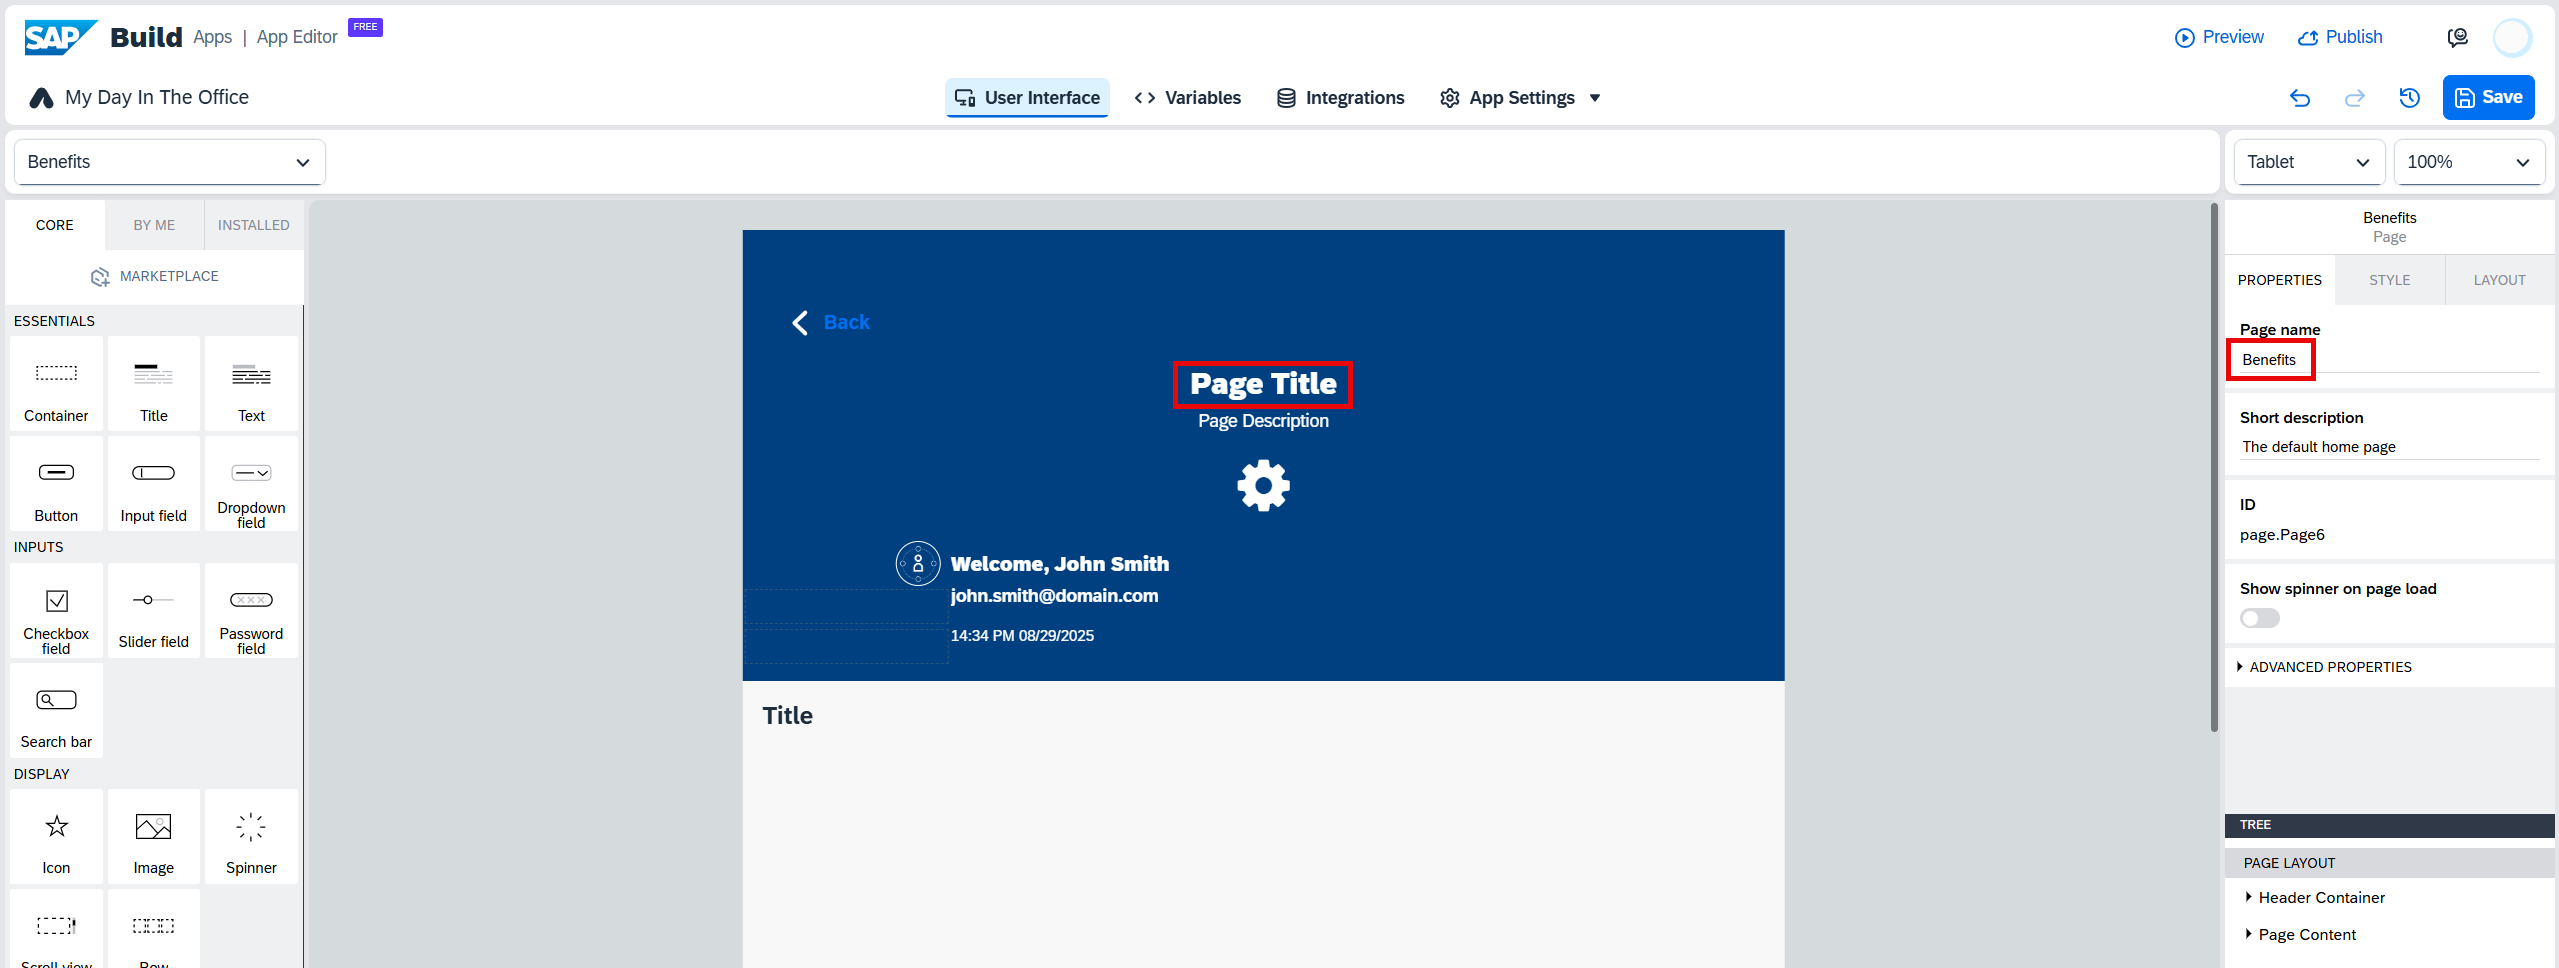 SAP Build Apps | App Editor FREE
Preview Publish
My Day In The Office
User Interface Variables Integrations App Settings
Save
Benefits
Tablet 100%
CORE BY ME INSTALLED
MARKETPLACE
ESSENTIALS
Container Title Text
Button Input field Dropdown field
INPUTS
Checkbox field Slider field Password field
Search bar
DISPLAY
Icon Image Spinner
Scroll view Row
Back
Page Title
Page Description
Welcome, John Smith
john.smith@domain.com
14:34 PM 08/29/2025
Title
Benefits
Page
PROPERTIES STYLE LAYOUT
Page name
Benefits
Short description
The default home page
ID
page.Page6
Show spinner on page load
ADVANCED PROPERTIES
TREE
PAGE LAYOUT
Header Container
Page Content